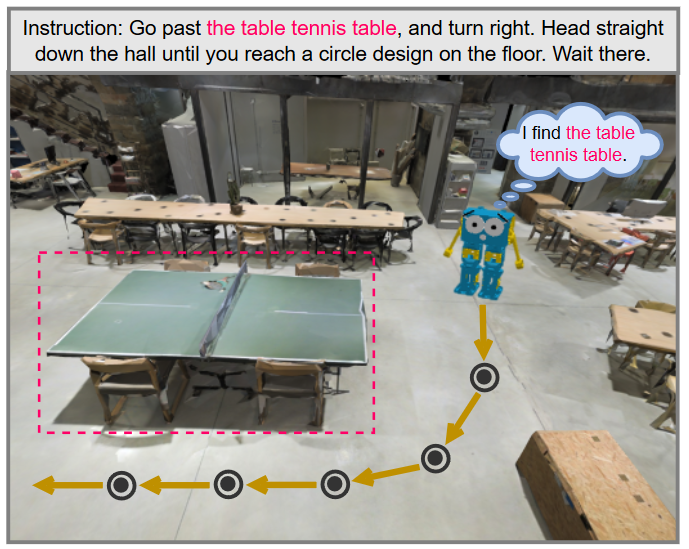 Instruction: Go past the table tennis table, and turn right. Head straight
down the hall until you reach a circle design on the floor. Wait there.
I find the table
tennis table.